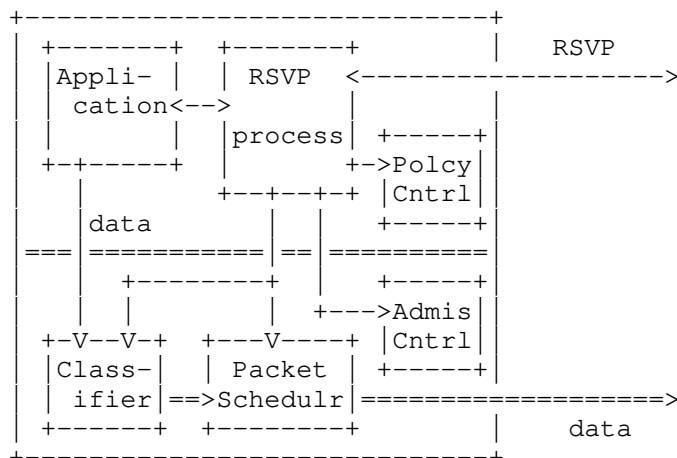 RSVP
Appli-
cation
RSVP
process
Polcy
Cntrl
data
Admis
Cntrl
Class-
ifier
Packet
Schedulr
data